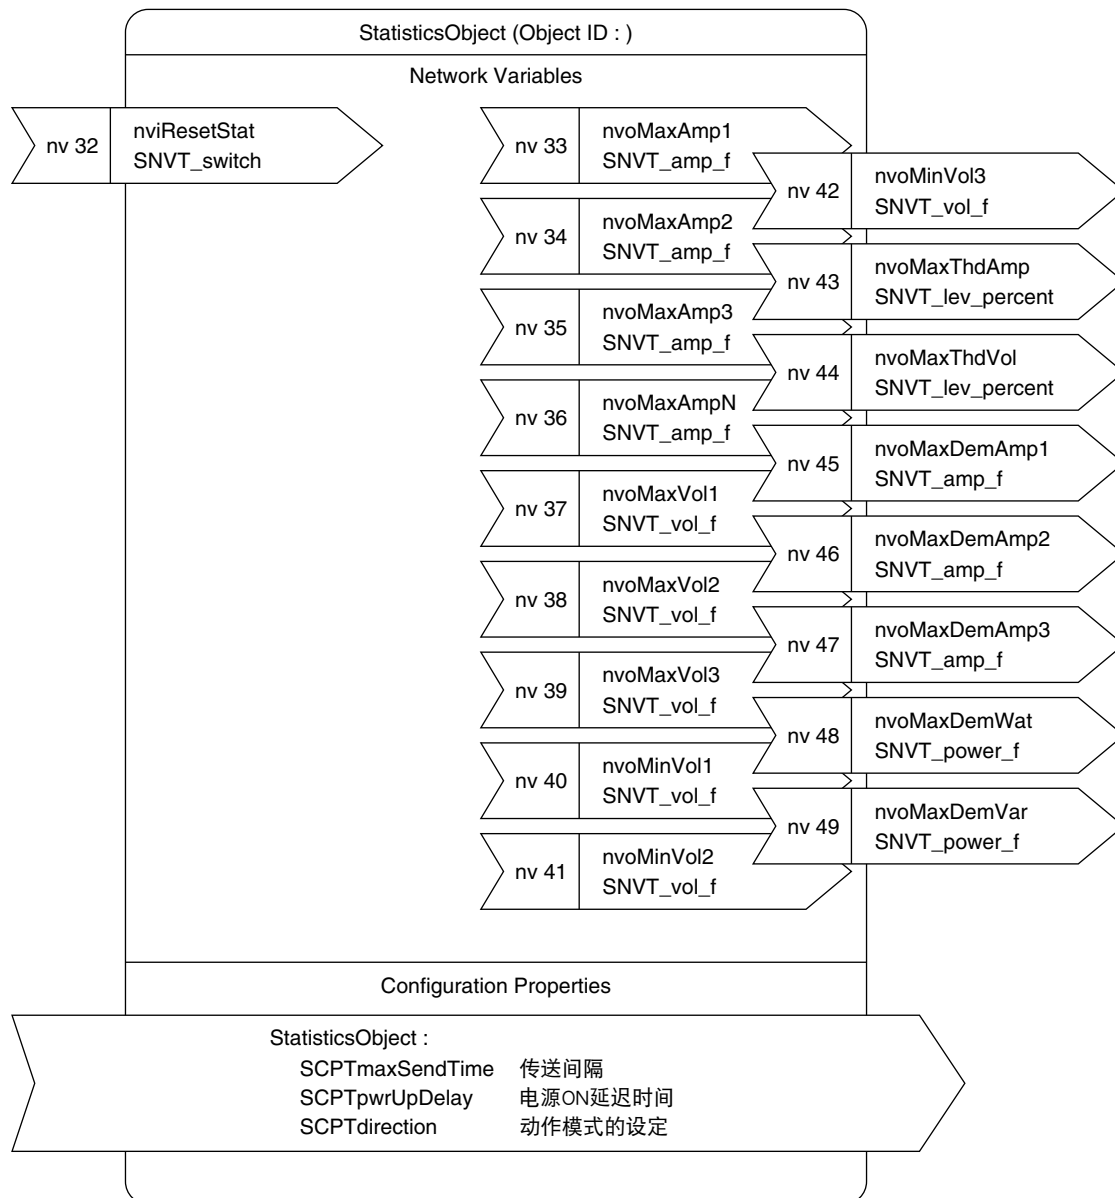 StatisticsObject (Object ID : )
Network Variables
nv 32
nviResetStat
SNVT_switch
nv 33
nvoMaxAmp1
SNVT_amp_f
nv 34
nvoMaxAmp2
SNVT_amp_f
nv 35
nvoMaxAmp3
SNVT_amp_f
nv 36
nvoMaxAmpN
SNVT_amp_f
nv 37
nvoMaxVol1
SNVT_vol_f
nv 38
nvoMaxVol2
SNVT_vol_f
nv 39
nvoMaxVol3
SNVT_vol_f
nv 40
nvoMinVol1
SNVT_vol_f
nv 41
nvoMinVol2
SNVT_vol_f
nv 42
nvoMinVol3
SNVT_vol_f
nv 43
nvoMaxThdAmp
SNVT_lev_percent
nv 44
nvoMaxThdVol
SNVT_lev_percent
nv 45
nvoMaxDemAmp1
SNVT_amp_f
nv 46
nvoMaxDemAmp2
SNVT_amp_f
nv 47
nvoMaxDemAmp3
SNVT_amp_f
nv 48
nvoMaxDemWat
SNVT_power_f
nv 49
nvoMaxDemVar
SNVT_power_f
Configuration Properties
StatisticsObject :
SCPTmaxSendTime 传送间隔
SCPTpwrUpDelay 电源ON延迟时间
SCPTdirection 动作模式的设定